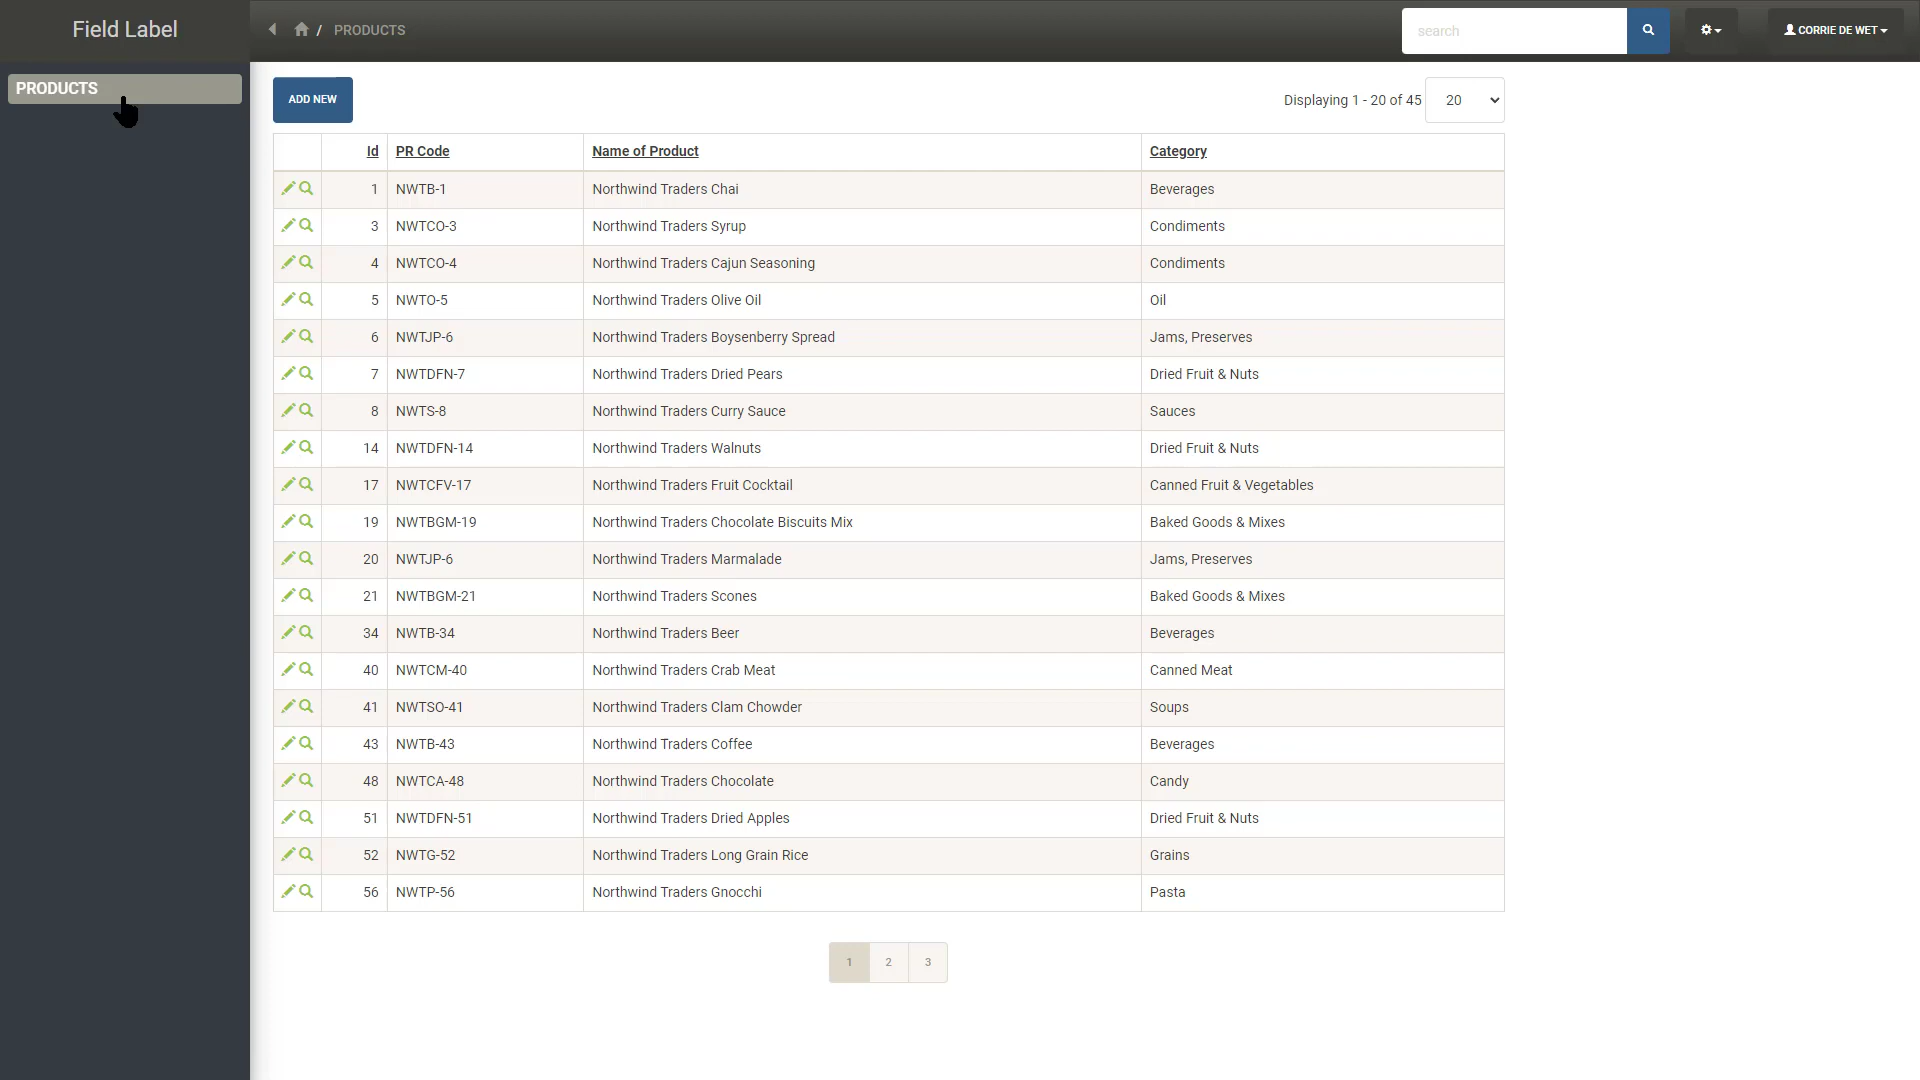 Field Label
/ PRODUCTS
search
CORRIE DE WET
PRODUCTS
ADD NEW
Displaying 1 - 20 of 45 20
Id PR Code Name of Product Category
1 NWTB-1 Northwind Traders Chai Beverages
3 NWTCO-3 Northwind Traders Syrup Condiments
4 NWTCO-4 Northwind Traders Cajun Seasoning Condiments
5 NWTO-5 Northwind Traders Olive Oil Oil
6 NWTJP-6 Northwind Traders Boysenberry Spread Jams, Preserves
7 NWTDFN-7 Northwind Traders Dried Pears Dried Fruit & Nuts
8 NWTS-8 Northwind Traders Curry Sauce Sauces
14 NWTDFN-14 Northwind Traders Walnuts Dried Fruit & Nuts
17 NWTCFV-17 Northwind Traders Fruit Cocktail Canned Fruit & Vegetables
19 NWTBGM-19 Northwind Traders Chocolate Biscuits Mix Baked Goods & Mixes
20 NWTJP-6 Northwind Traders Marmalade Jams, Preserves
21 NWTBGM-21 Northwind Traders Scones Baked Goods & Mixes
34 NWTB-34 Northwind Traders Beer Beverages
40 NWTCM-40 Northwind Traders Crab Meat Canned Meat
41 NWTSO-41 Northwind Traders Clam Chowder Soups
43 NWTB-43 Northwind Traders Coffee Beverages
48 NWTCA-48 Northwind Traders Chocolate Candy
51 NWTDFN-51 Northwind Traders Dried Apples Dried Fruit & Nuts
52 NWTG-52 Northwind Traders Long Grain Rice Grains
56 NWTP-56 Northwind Traders Gnocchi Pasta
1 2 3